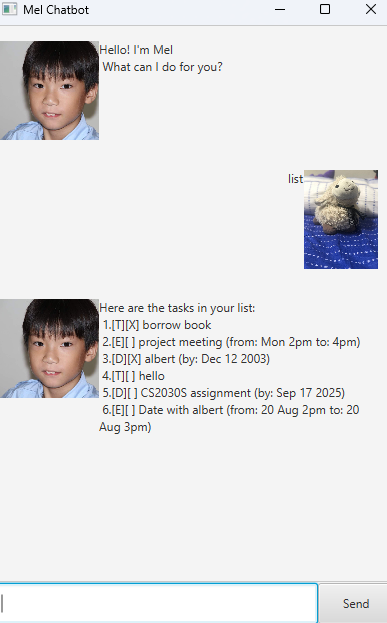 Mel Chatbot
Hello! I'm Mel
What can I do for you?
list
Here are the tasks in your list:
1.[T][X] borrow book
2.[E][ ] project meeting (from: Mon 2pm to: 4pm)
3.[D][X] albert (by: Dec 12 2003)
4.[T][ ] hello
5.[D][ ] CS2030S assignment (by: Sep 17 2025)
6.[E][ ] Date with albert (from: 20 Aug 2pm to: 20
Aug 3pm)
Send